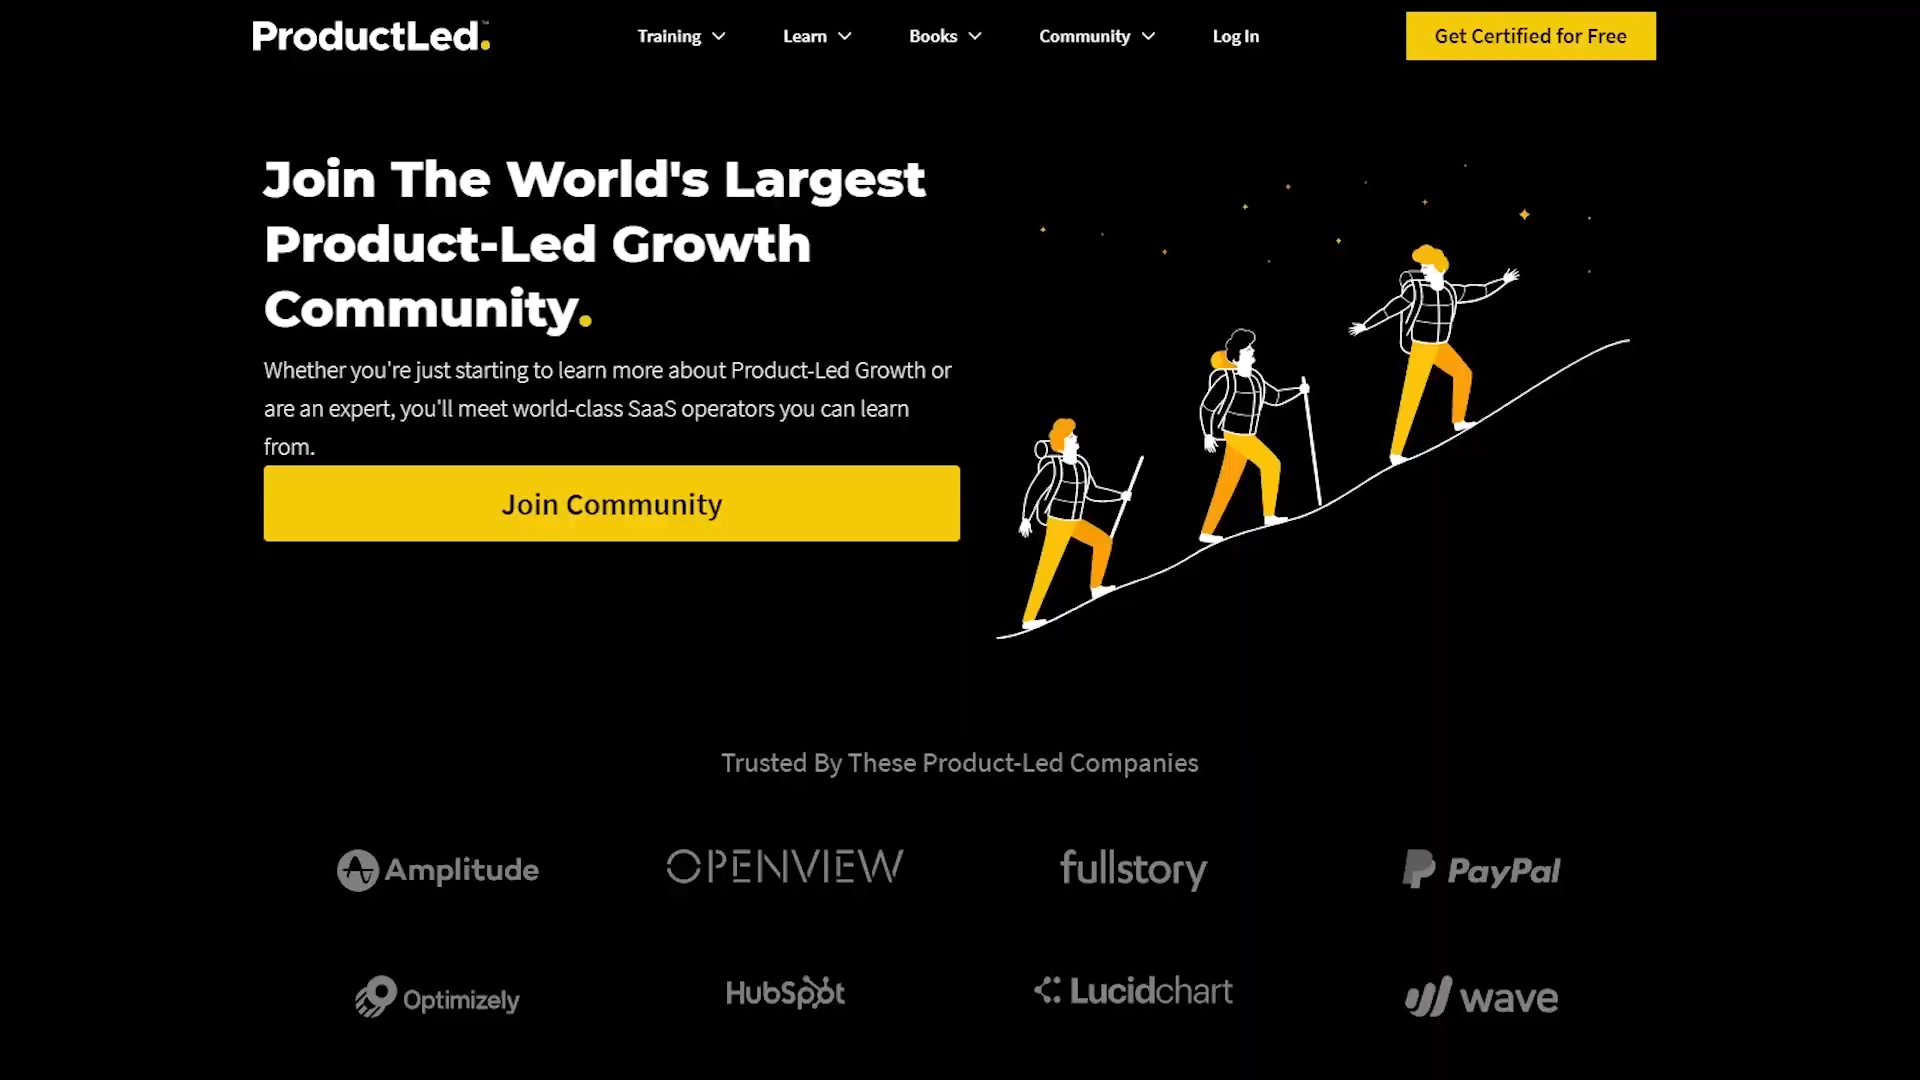 ProductLed.
Training
Learn
Books
Community
Log In
Get Certified for Free
Join The World's Largest
Product-Led Growth
Community.
Whether you're just starting to learn more about Product-Led Growth or
are an expert, you'll meet world-class SaaS operators you can learn
from.
Join Community
Trusted By These Product-Led Companies
Amplitude
OPENVIEW
fullstory
PayPal
Optimizely
HubSpot
Lucidchart
wave